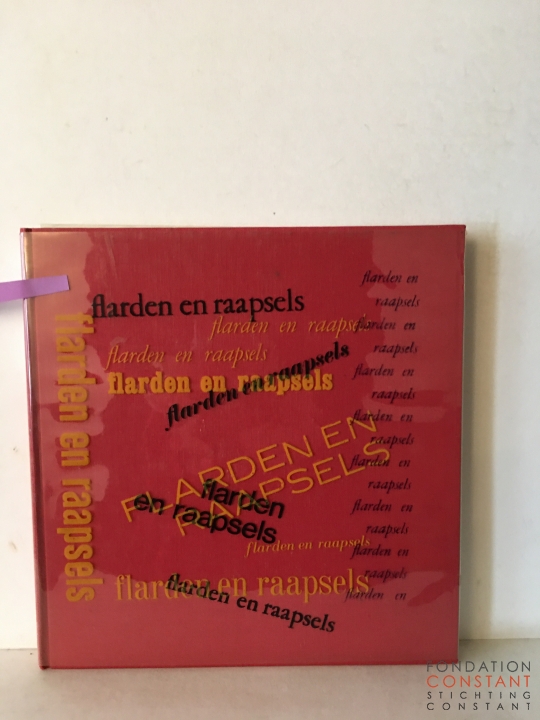 flarden en raapsels
flarden en raapsels
flarden en raapsels
flarden en raapsels
flarden en raapsels
flarden en raapsels
FLARDEN EN
RAAPSELS
flarden
en raapsels
flarden en raapsels
flarden en raapsels
flarden en raapsels
flarden en
raapsels
flarden en
raapsels
flarden en
raapsels
flarden en
raapsels
flarden en
raapsels
flarden en
raapsels
flarden en
raapsels
flarden en
FONDATION
CONSTANT
STICHTING
CONSTANT